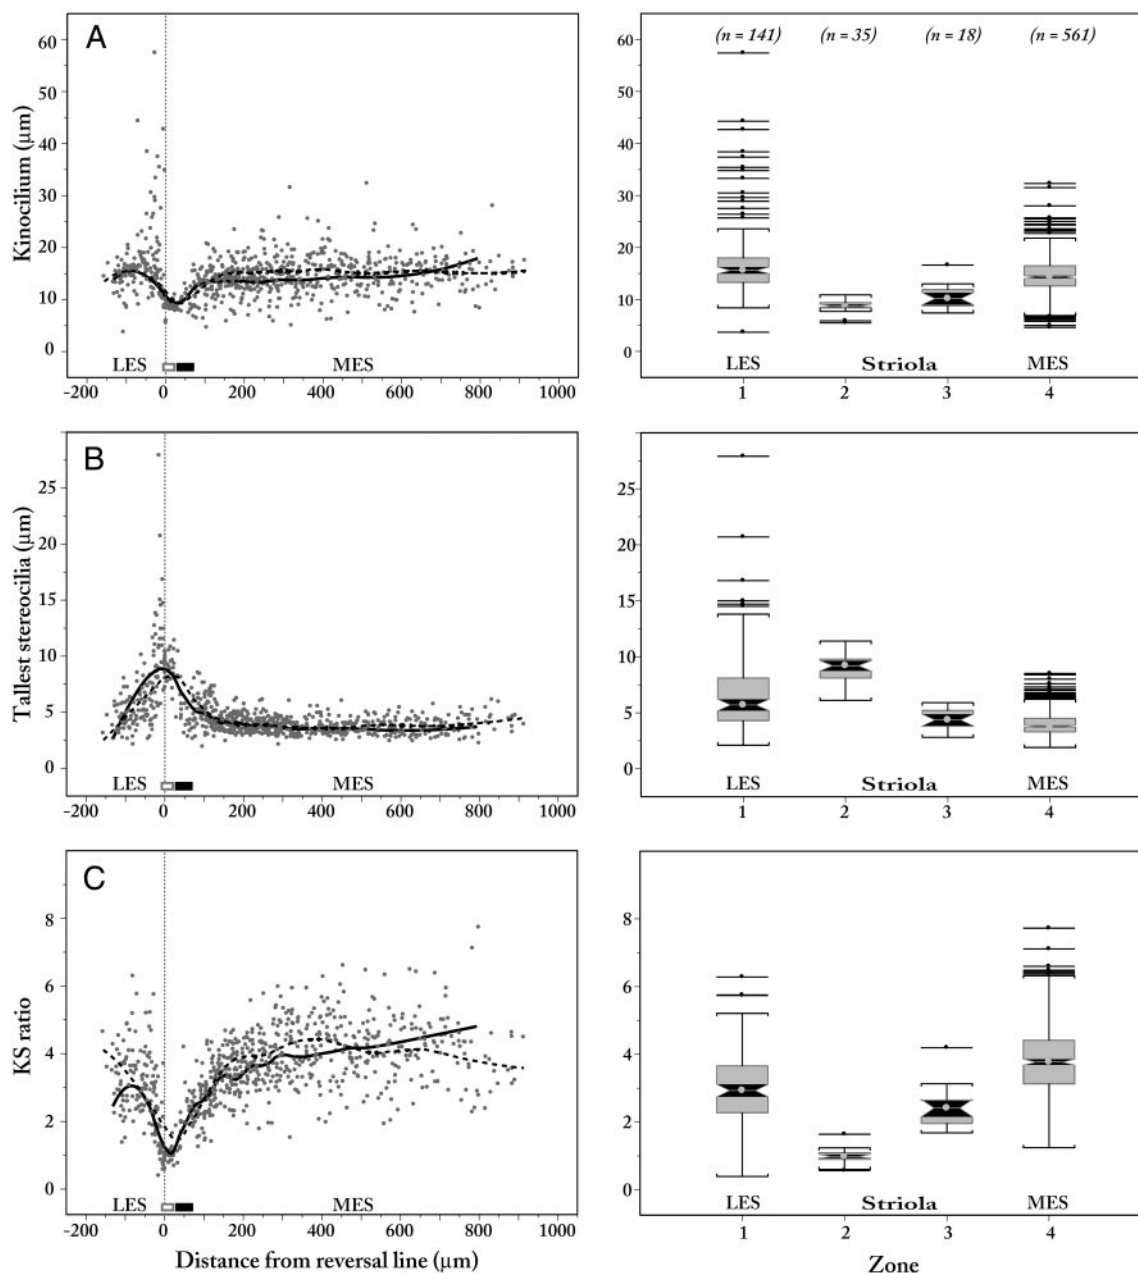 A
Kinocilium (μm)
60
50
40
30
20
10
0
LES MES
-200 0 200 400 600 800 1000
(n = 141) (n = 35) (n = 18) (n = 561)
60
50
40
30
20
10
0
LES Striola MES
1 2 3 4
B
Tallest stereocilia (μm)
25
20
15
10
5
0
LES MES
-200 0 200 400 600 800 1000
25
20
15
10
5
0
LES Striola MES
1 2 3 4
C
KS ratio
8
6
4
2
0
LES MES
-200 0 200 400 600 800 1000
Distance from reversal line (μm)
8
6
4
2
0
LES Striola MES
1 2 3 4
Zone